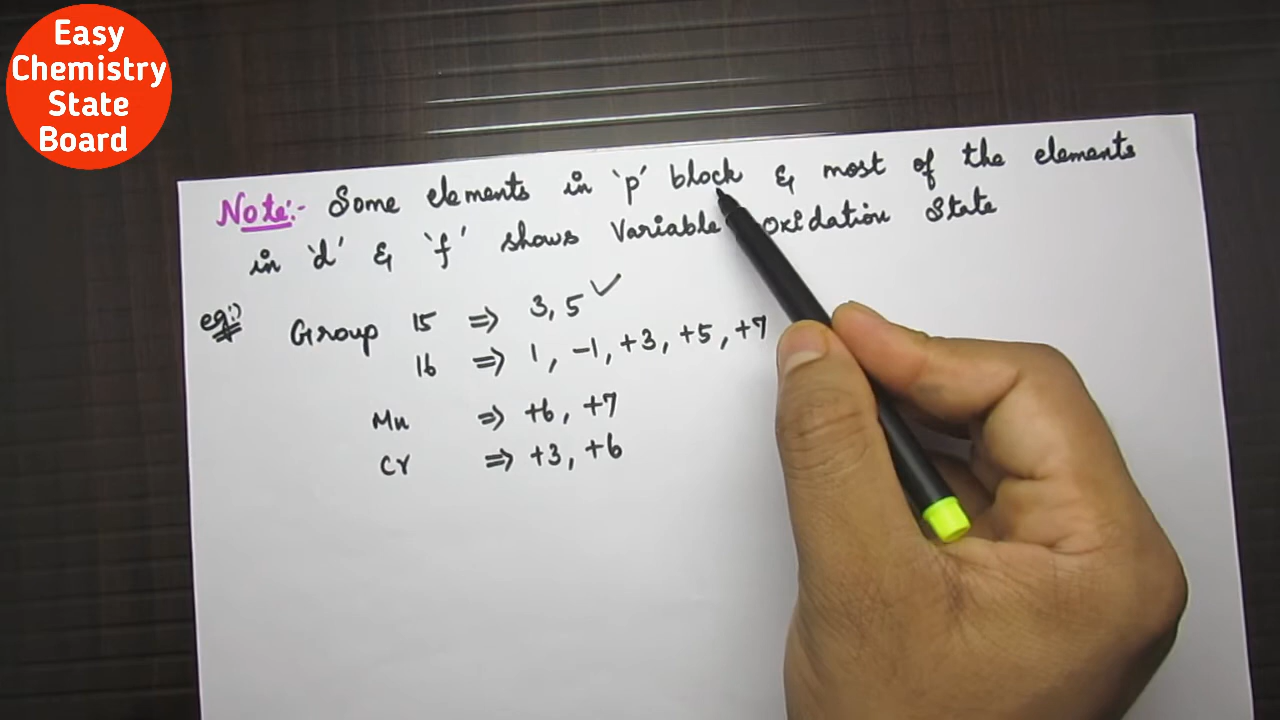 Easy
Chemistry
State
Board
Note:- Some elements in 'p' block & most of the elements
in 'd' & 'f' shows Variable oxidation State
eg:) Group 15 => 3, 5 ✓
16 => 1, -1, +3, +5, +7
Mn => +6, +7
Cr => +3, +6